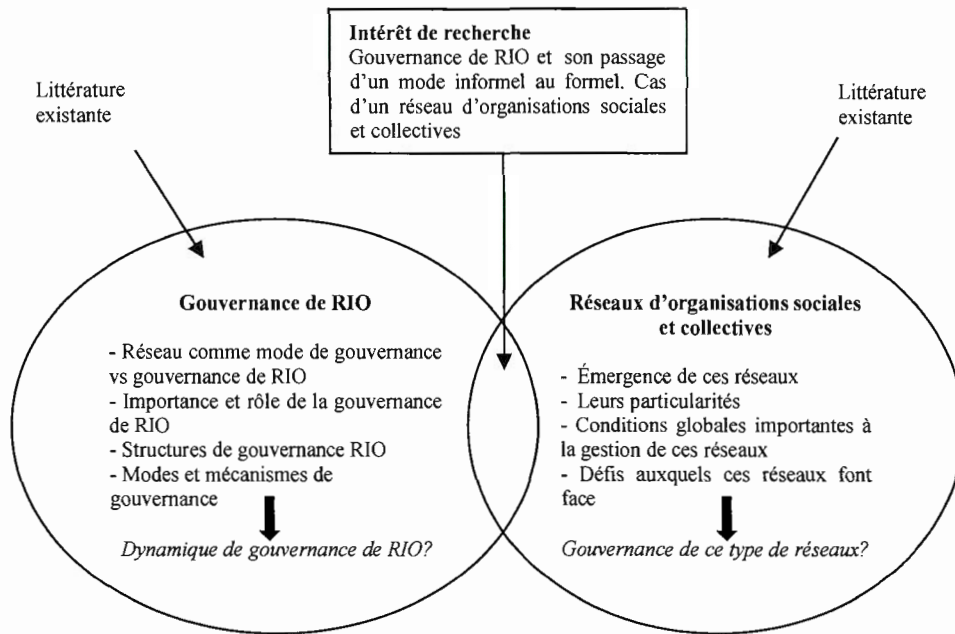 Intérêt de recherche
Gouvernance de RIO et son passage
d'un mode informel au formel. Cas
d'un réseau d'organisations sociales
et collectives
Littérature
existante
Littérature
existante
Gouvernance de RIO
- Réseau comme mode de gouvernance
vs gouvernance de RIO
- Importance et rôle de la gouvernance
de RIO
- Structures de gouvernance RIO
- Modes et mécanismes de
gouvernance
Dynamique de gouvernance de RIO?
Réseaux d'organisations sociales
et collectives
- Émergence de ces réseaux
- Leurs particularités
- Conditions globales importantes à
la gestion de ces réseaux
- Défis auxquels ces réseaux font
face
Gouvernance de ce type de réseaux?